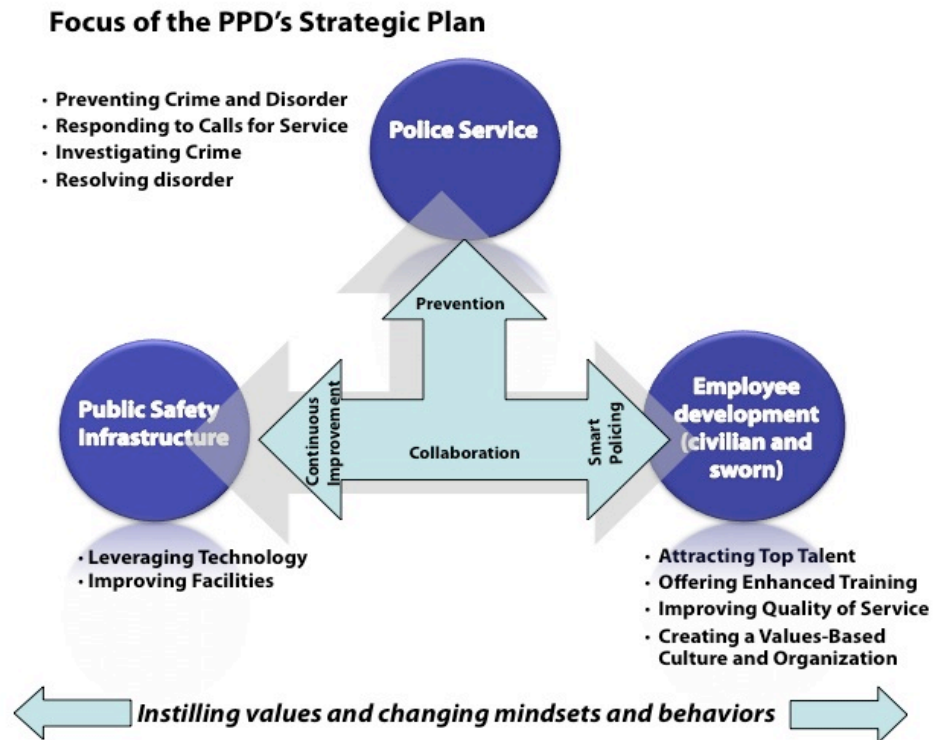 Focus of the PPD's Strategic Plan
• Preventing Crime and Disorder
• Responding to Calls for Service
• Investigating Crime
• Resolving disorder
Police Service
Prevention
Public Safety
Infrastructure
Continuous
Improvement
Collaboration
Smart
Policing
Employee
development
(civilian and
sworn)
• Leveraging Technology
• Improving Facilities
• Attracting Top Talent
• Offering Enhanced Training
• Improving Quality of Service
• Creating a Values-Based
Culture and Organization
Instilling values and changing mindsets and behaviors